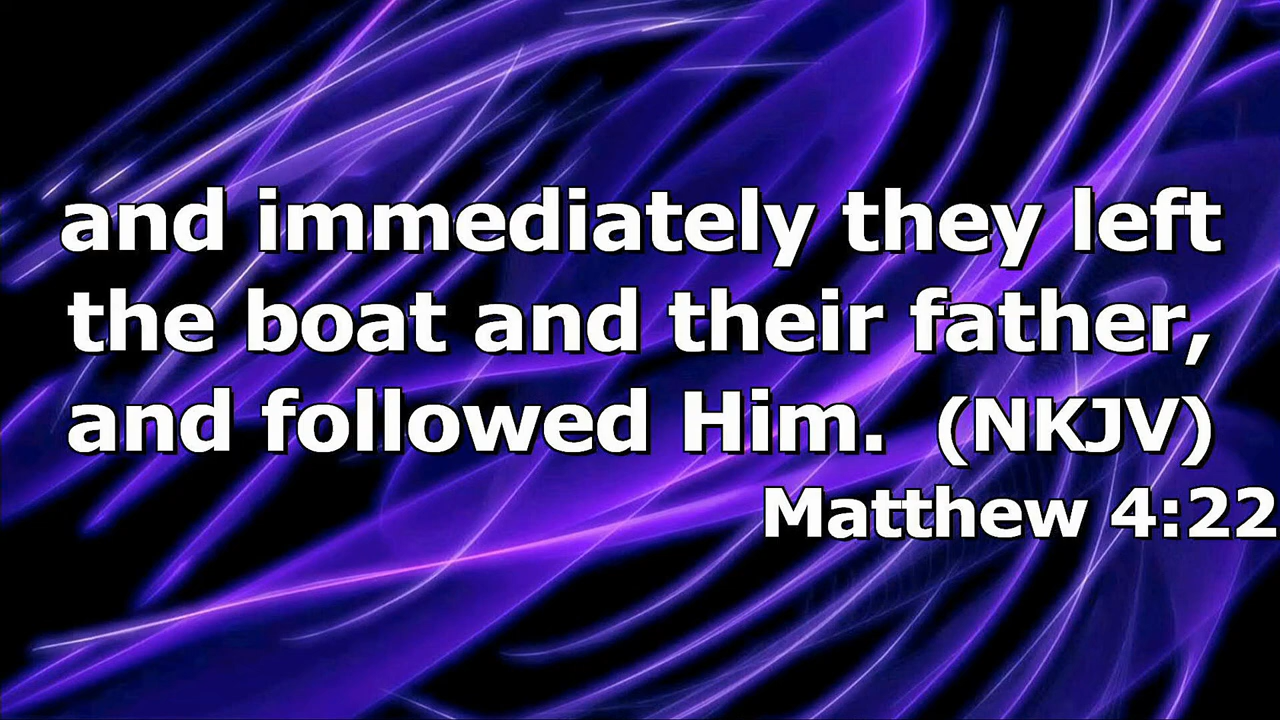 and immediately they left
the boat and their father,
and followed Him.  (NKJV)
Matthew 4:22